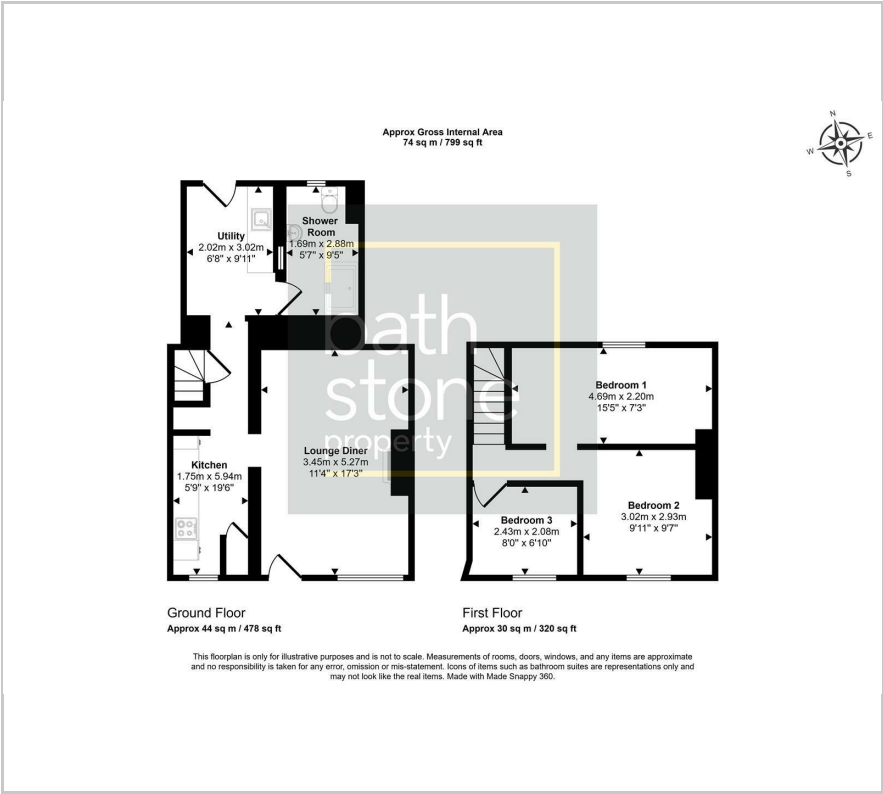 Approx Gross Internal Area
74 sq m / 799 sq ft
N
E
S
W
Utility
2.02m x 3.02m
6'8" x 9'11"
Shower
Room
1.69m x 2.88m
5'7" x 9'5"
bath
stone
property
Kitchen
1.75m x 5.94m
5'9" x 19'6"
Lounge Diner
3.45m x 5.27m
11'4" x 17'3"
Bedroom 1
4.69m x 2.20m
15'5" x 7'3"
Bedroom 2
3.02m x 2.93m
9'11" x 9'7"
Bedroom 3
2.43m x 2.08m
8'0" x 6'10"
Ground Floor
Approx 44 sq m / 478 sq ft
First Floor
Approx 30 sq m / 320 sq ft
This floorplan is only for illustrative purposes and is not to scale. Measurements of rooms, doors, windows, and any items are approximate
and no responsibility is taken for any error, omission or mis-statement. Icons of items such as bathroom suites are representations only and
may not look like the real items. Made with Made Snappy 360.